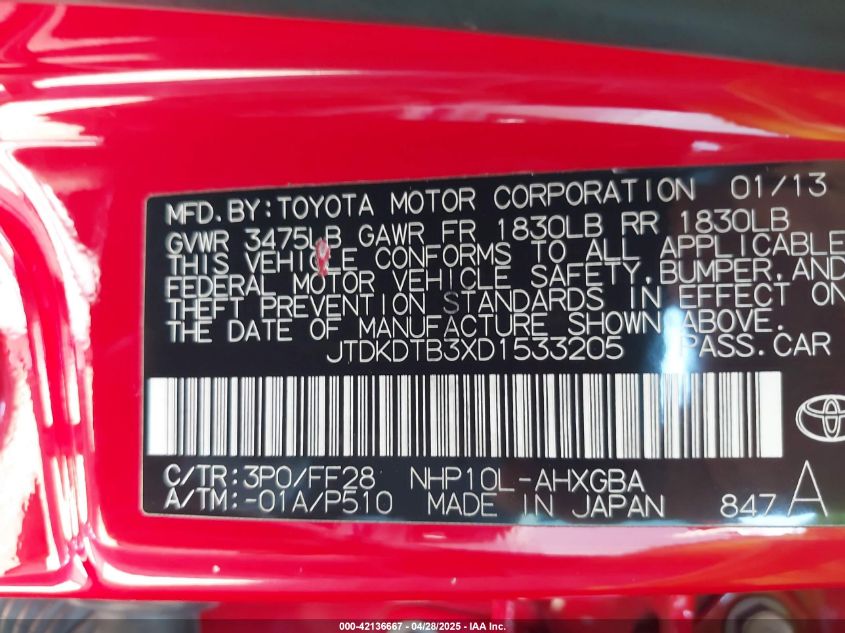 MFD. BY: TOYOTA MOTOR CORPORATION 01/13
GVWR 3475LB GAWR FR 1830LB RR 1830LB
THIS VEHICLE CONFORMS TO ALL APPLICABLE
FEDERAL MOTOR VEHICLE SAFETY, BUMPER, AND
THEFT PREVENTION STANDARDS IN EFFECT ON
THE DATE OF MANUFACTURE SHOWN ABOVE.
JTDKDTB3XD1533205 PASS. CAR
C/TR: 3P0/FF28 NHP10L-AHXGBA
A/TM: -01A/P510 MADE IN JAPAN 847 A
000-42136667 - 04/28/2025 - IAA Inc.